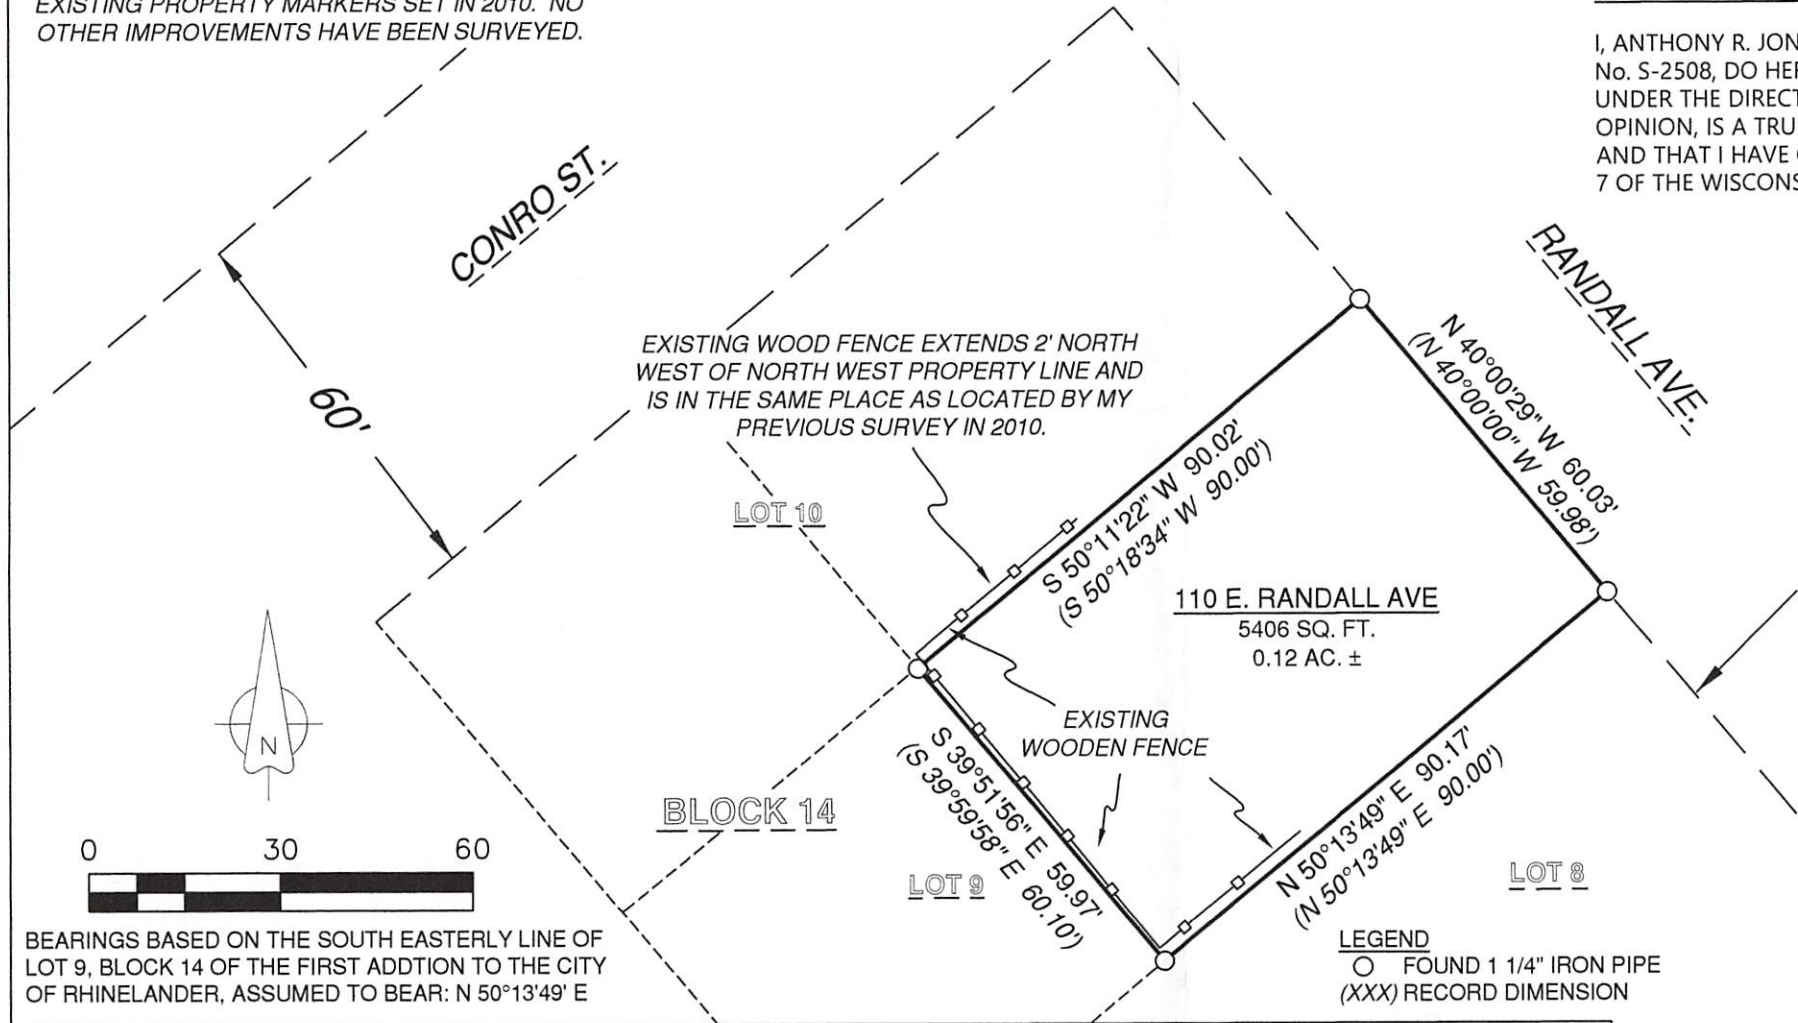 EXISTING PROPERTY MARKERS SET IN 2010. NO
OTHER IMPROVEMENTS HAVE BEEN SURVEYED.
I, ANTHONY R. JON
No. S-2508, DO HER
UNDER THE DIRECT
OPINION, IS A TRU
AND THAT I HAVE
7 OF THE WISCONS
CONRO ST.
RANDALL AVE.
60'
EXISTING WOOD FENCE EXTENDS 2' NORTH
WEST OF NORTH WEST PROPERTY LINE AND
IS IN THE SAME PLACE AS LOCATED BY MY
PREVIOUS SURVEY IN 2010.
N 40°00'29" W 60.03'
(N 40°00'00" W 59.98')
S 50°11'22" W 90.02'
(S 50°18'34" W 90.00')
LOT 10
110 E. RANDALL AVE
5406 SQ. FT.
0.12 AC. ±
EXISTING
WOODEN FENCE
N
S 39°51'56" E 59.97'
(S 39°59'58" E 60.10')
N 50°13'49" E 90.17'
(N 50°13'49" E 90.00')
BLOCK 14
LOT 9
LOT 8
0 30 60
BEARINGS BASED ON THE SOUTH EASTERLY LINE OF
LOT 9, BLOCK 14 OF THE FIRST ADDTION TO THE CITY
OF RHINELANDER, ASSUMED TO BEAR: N 50°13'49' E
LEGEND
FOUND 1 1/4" IRON PIPE
(XXX) RECORD DIMENSION